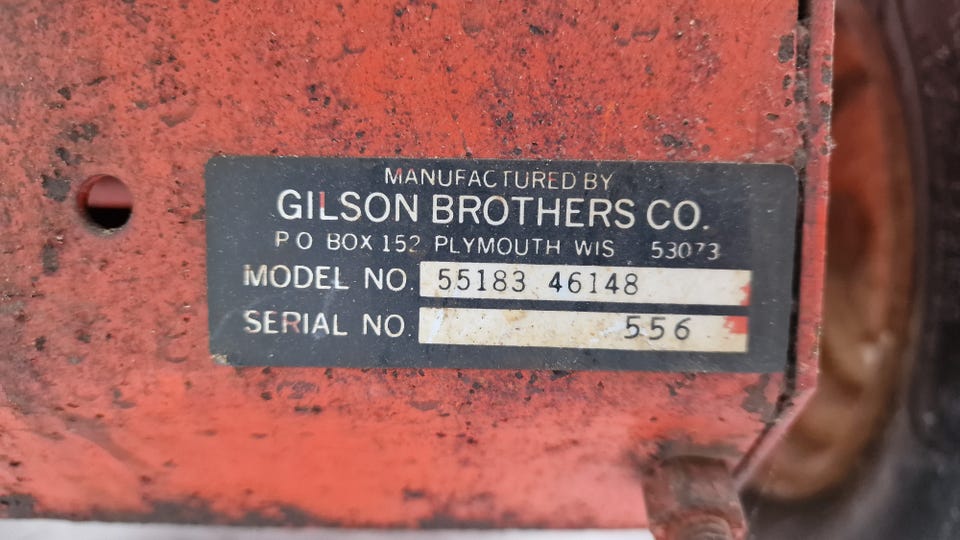 MANUFACTURED BY
GILSON BROTHERS CO.
P O BOX 152 PLYMOUTH WIS 53073
MODEL NO. 55183 46148
SERIAL NO. 556